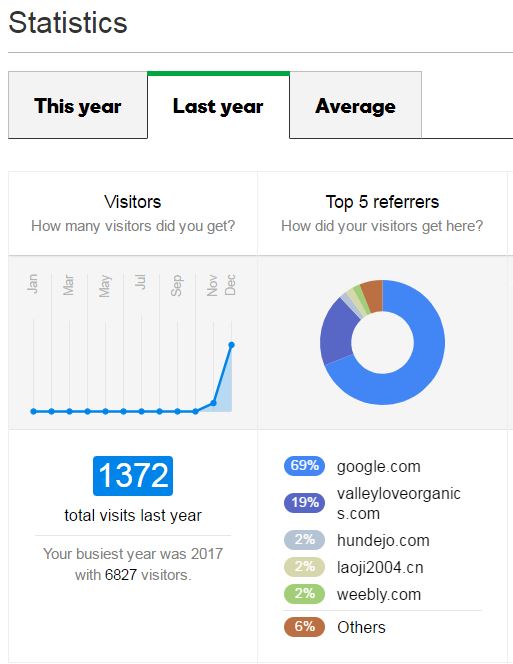 Statistics
This year
Last year
Average
Visitors
How many visitors did you get?
Jan
Mar
May
Jul
Sep
Nov
Dec
1372
total visits last year
Your busiest year was 2017
with 6827 visitors.
Top 5 referrers
How did your visitors get here?
69% google.com
19% valleyloveorganic
s.com
2% hundejo.com
2% laoji2004.cn
2% weebly.com
6% Others